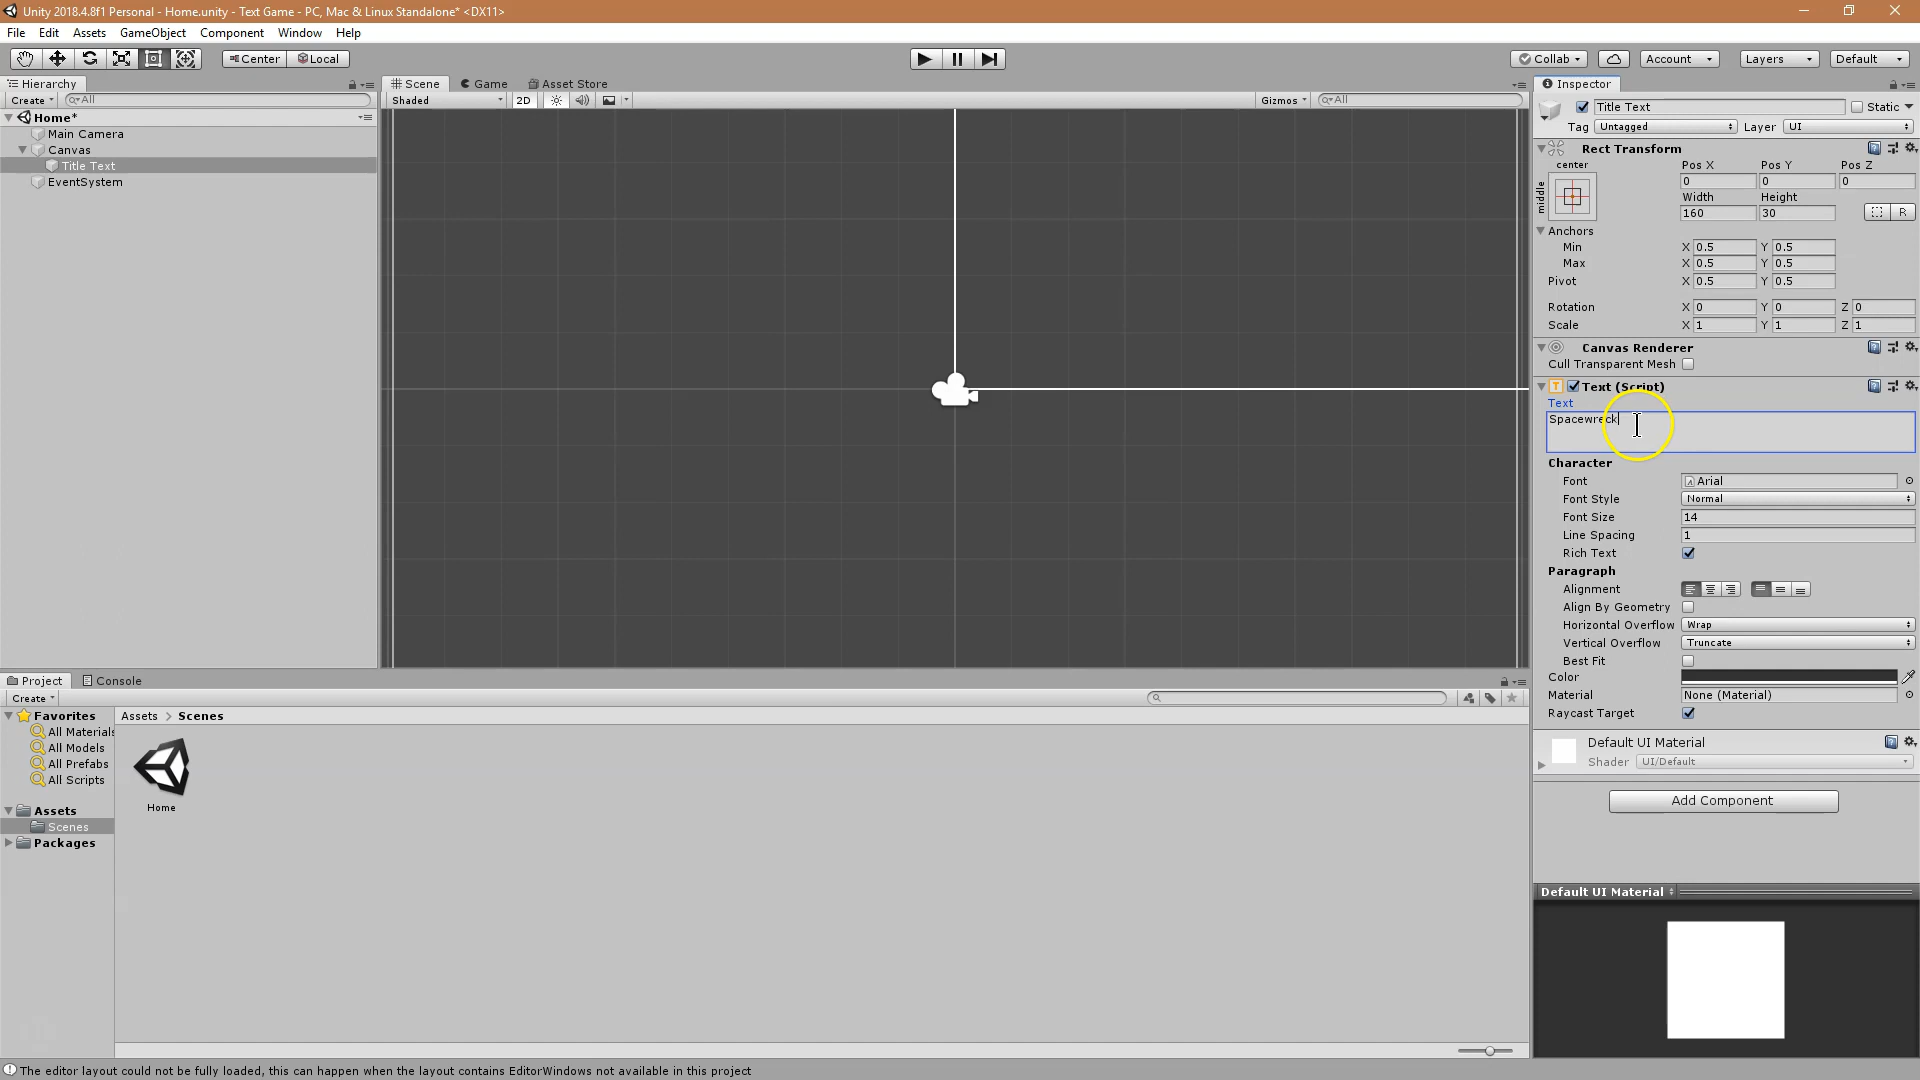 Unity 2018.4.8f1 Personal - Home.unity - Text Game - PC, Mac & Linux Standalone* <DX11>
File Edit Assets GameObject Component Window Help
Center Local Collab Account Layers Default
Hierarchy
Create All
Home*
Main Camera
Canvas
Title Text
EventSystem
Scene Game Asset Store
Shaded 2D Gizmos All
Inspector
Title Text Static
Tag Untagged Layer UI
Rect Transform
center Pos X Pos Y Pos Z
middle
0 0 0
Width Height
160 30 R
Anchors
Min X 0.5 Y 0.5
Max X 0.5 Y 0.5
Pivot X 0.5 Y 0.5
Rotation X 0 Y 0 Z 0
Scale X 1 Y 1 Z 1
Canvas Renderer
Cull Transparent Mesh
Text (Script)
Text
Spacewreck
Character
Font Arial
Font Style Normal
Font Size 14
Line Spacing 1
Rich Text
Paragraph
Alignment
Align By Geometry
Horizontal Overflow Wrap
Vertical Overflow Truncate
Best Fit
Color
Material None (Material)
Raycast Target
Default UI Material
Shader UI/Default
Add Component
Default UI Material
Project Console
Create
Favorites
All Materials
All Models
All Prefabs
All Scripts
Assets
Scenes
Packages
Assets > Scenes
Home
The editor layout could not be fully loaded, this can happen when the layout contains EditorWindows not available in this project